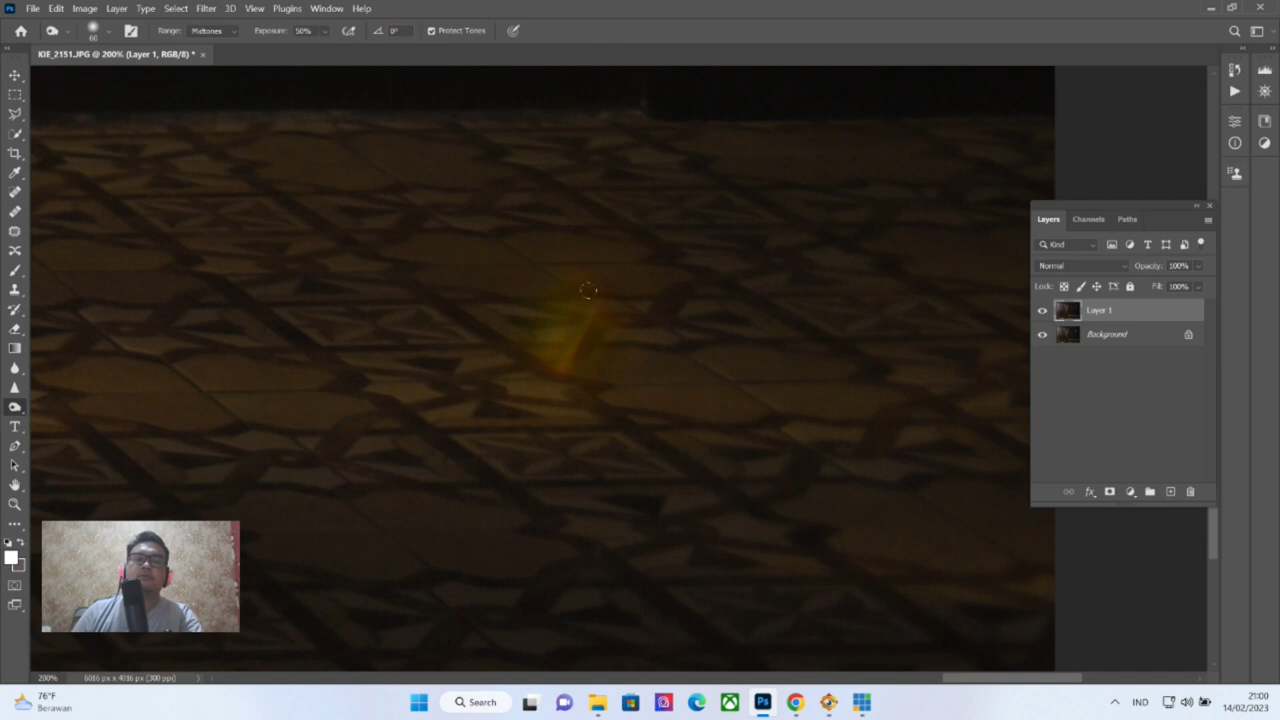 File Edit Image Layer Type Select Filter 3D View Plugins Window Help
60 Range: Midtones Exposure: 50% 0° Protect Tones
KIE_2151.JPG @ 200% (Layer 1, RGB/8) *
Layers Channels Paths
Kind
Normal Opacity: 100%
Lock: Fill: 100%
Layer 1
Background
200% 6016 px x 4016 px (300 ppi)
76°F
Berawan
Search
IND
21:00
14/02/2023